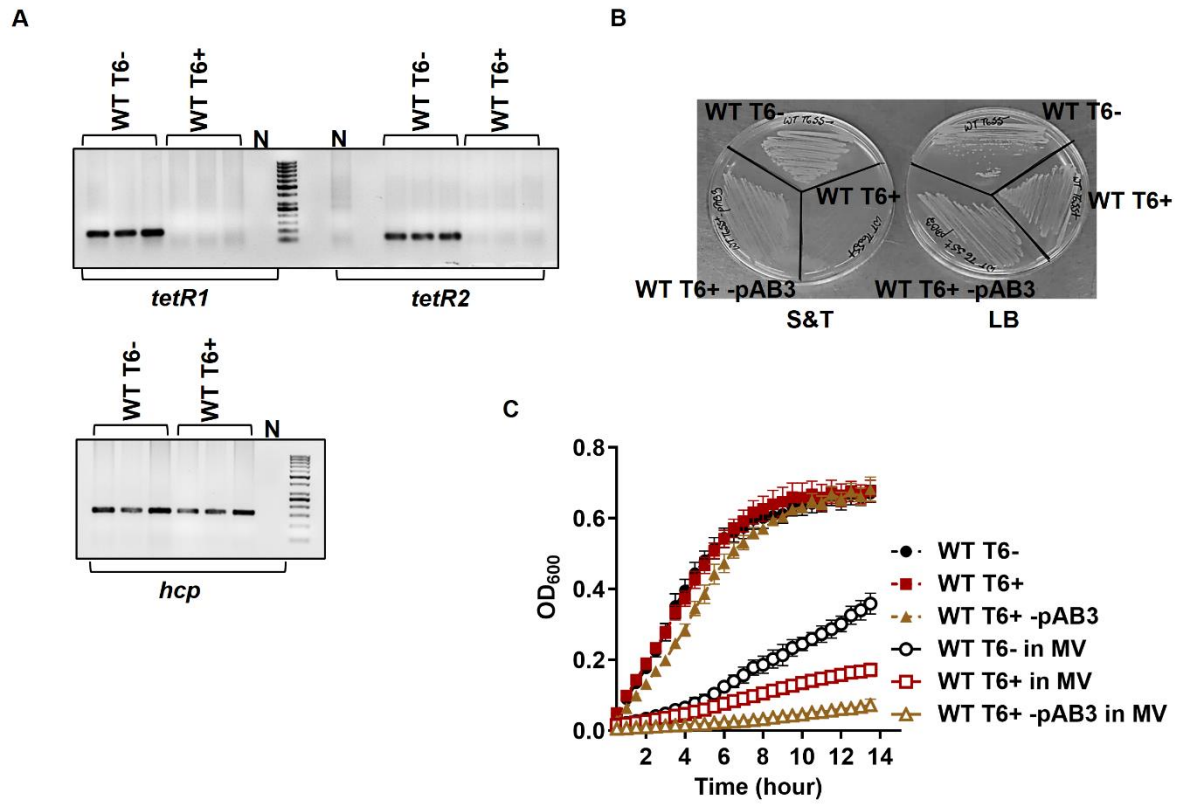 A
WT T6-
WT T6+
N
N
WT T6-
WT T6+
tetR1
tetR2
WT T6-
WT T6+
N
hcp
B
WT T6-
WT T6-
WT T6+
WT T6+
WT T6+ -pAB3
WT T6+ -pAB3
S&T
LB
C
0.8
0.6
0.4
0.2
0.0
OD600
2
4
6
8
10
12
14
Time (hour)
WT T6-
WT T6+
WT T6+ -pAB3
WT T6- in MV
WT T6+ in MV
WT T6+ -pAB3 in MV